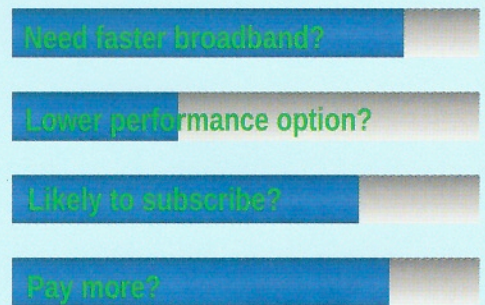 Need faster broadband?
Lower performance option?
Likely to subscribe?
Pay more?